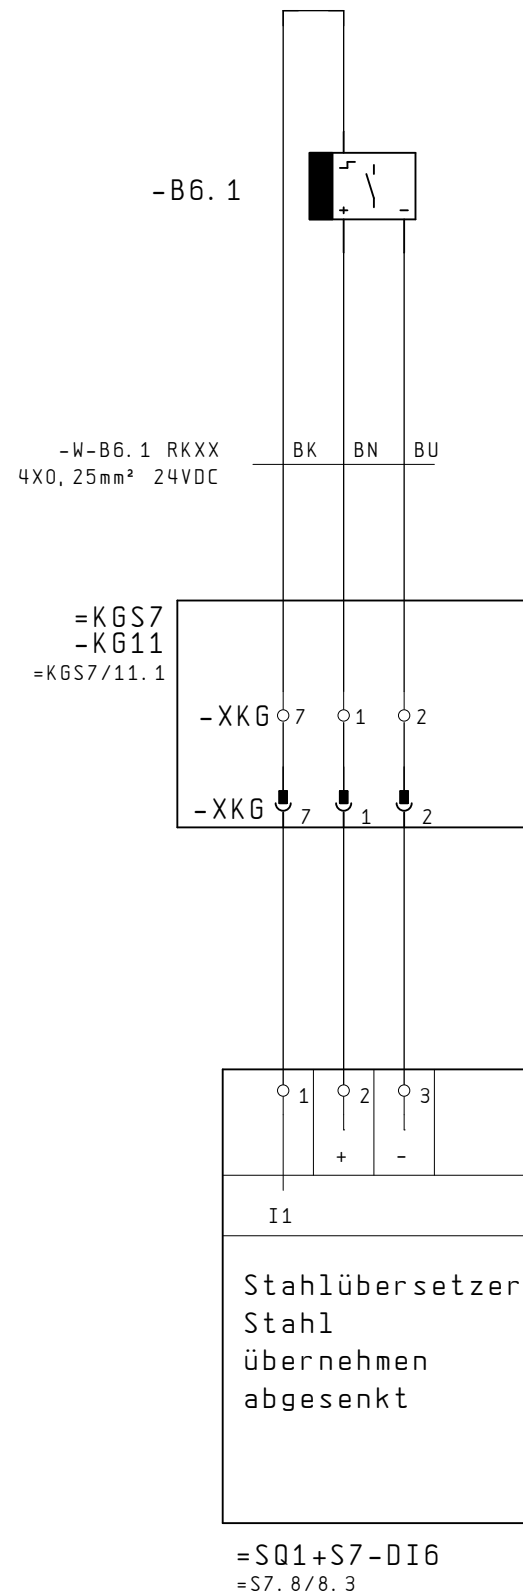 -B6.1
+ -
-W-B6.1 RKXX
4X0,25mm² 24VDC
BK BN BU
=KGS7
-KG11
=KGS7/11.1
-XKG 7 1 2
-XKG 7 1 2
1 2 3
+ -
I1
Stahlübersetzer
Stahl
übernehmen
abgesenkt
=SQ1+S7-DI6
=S7.8/8.3